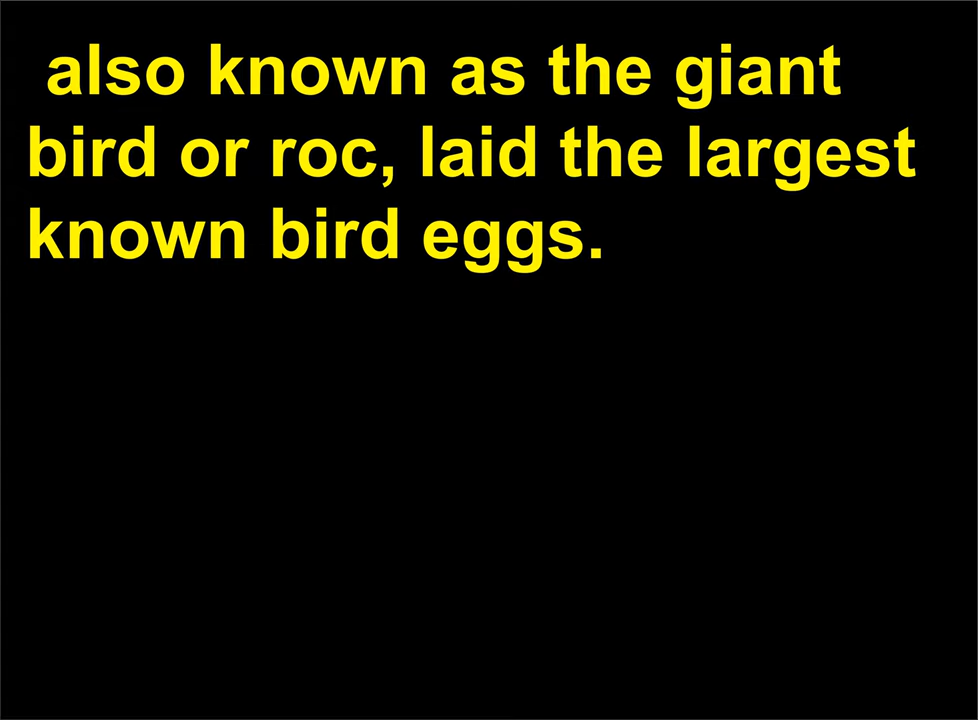 also known as the giant
bird or roc, laid the largest
known bird eggs.